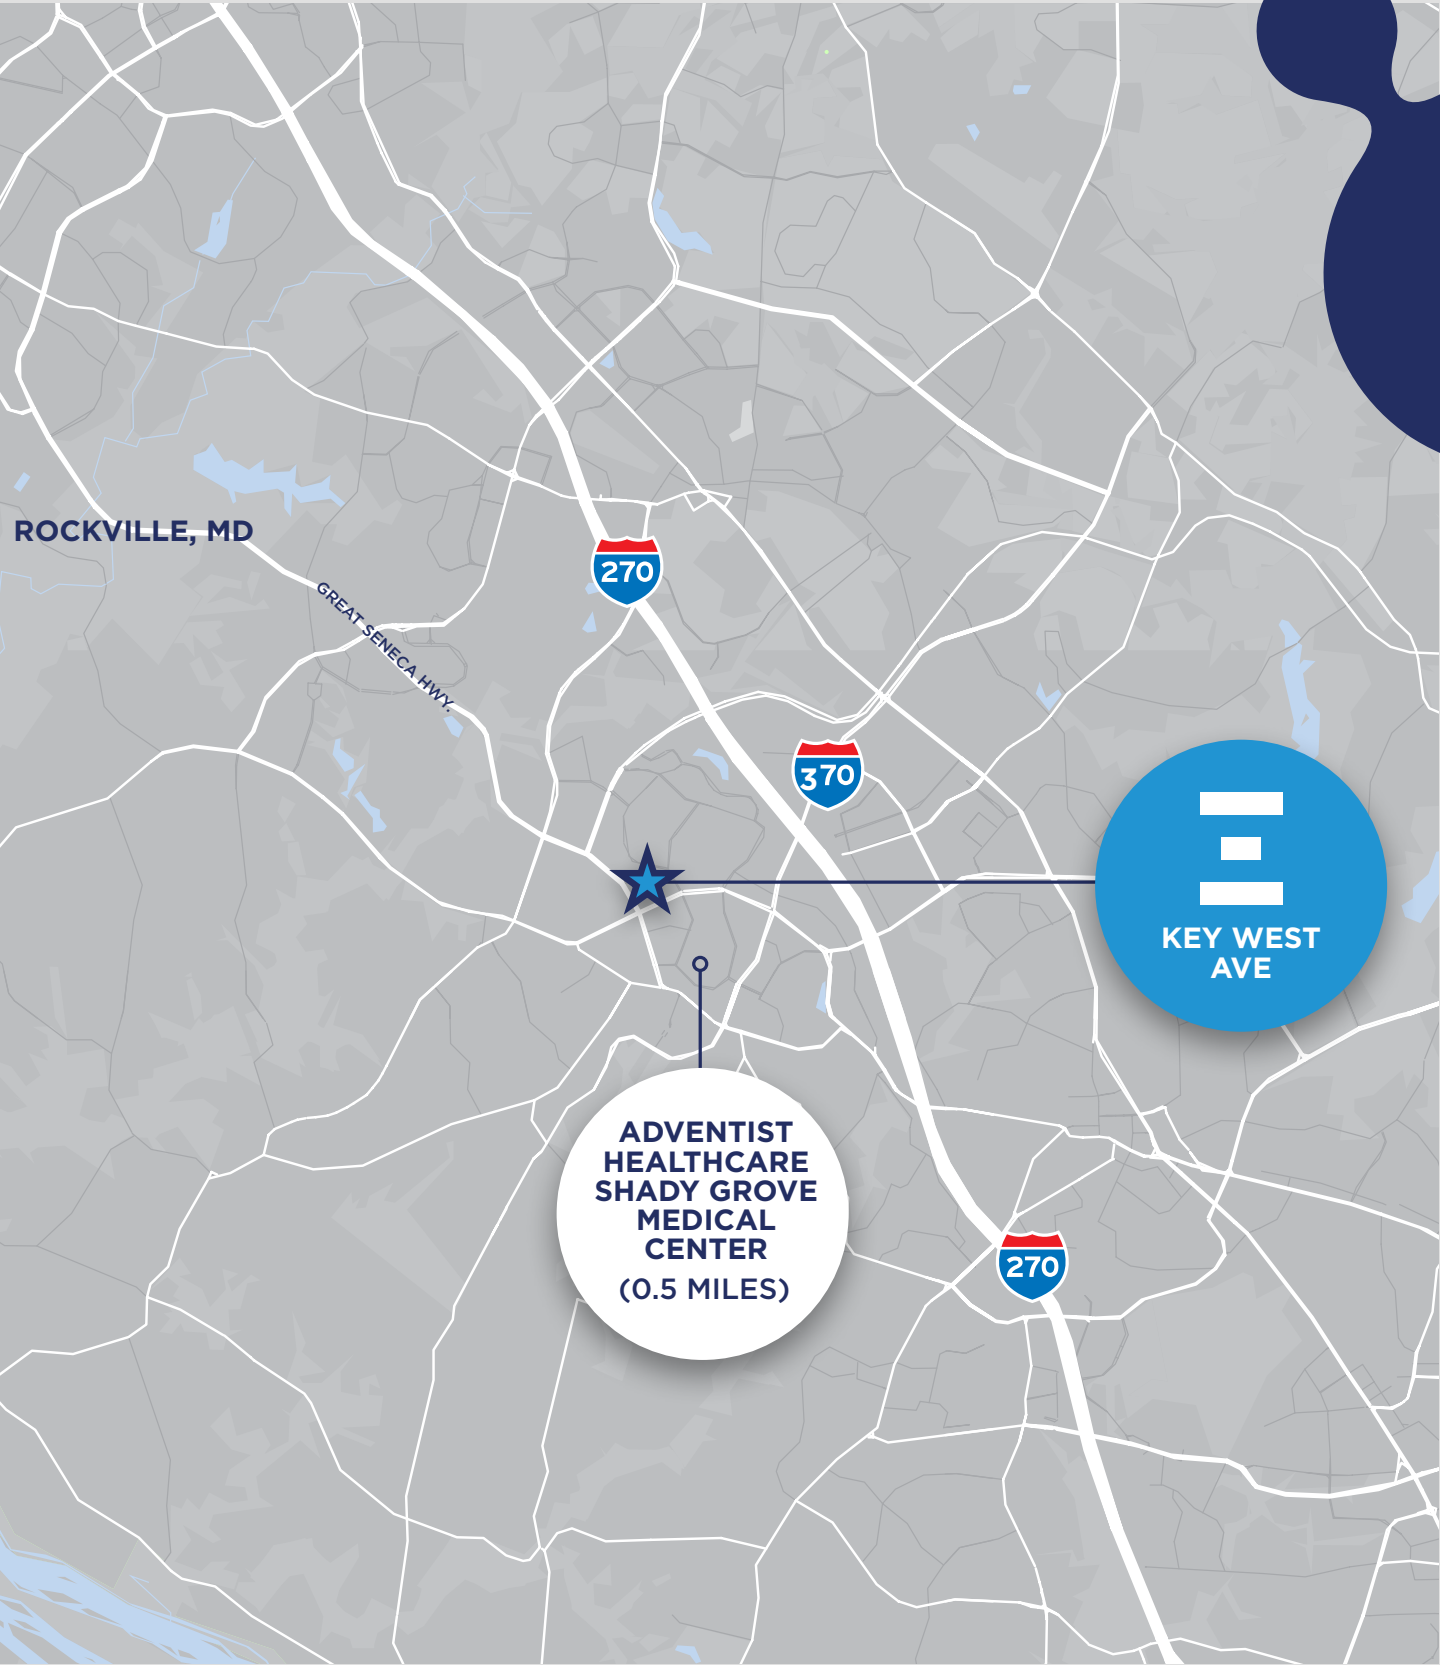 ROCKVILLE, MD
270
GREAT SENECA HWY.
370
KEY WEST
AVE
ADVENTIST
HEALTHCARE
SHADY GROVE
MEDICAL
CENTER
(0.5 MILES)
270